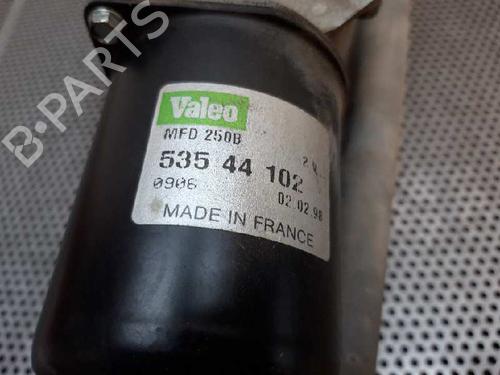 Valeo
MFD 250B
535 44 102
0906 02.02.98
MADE IN FRANCE
B-PARTS